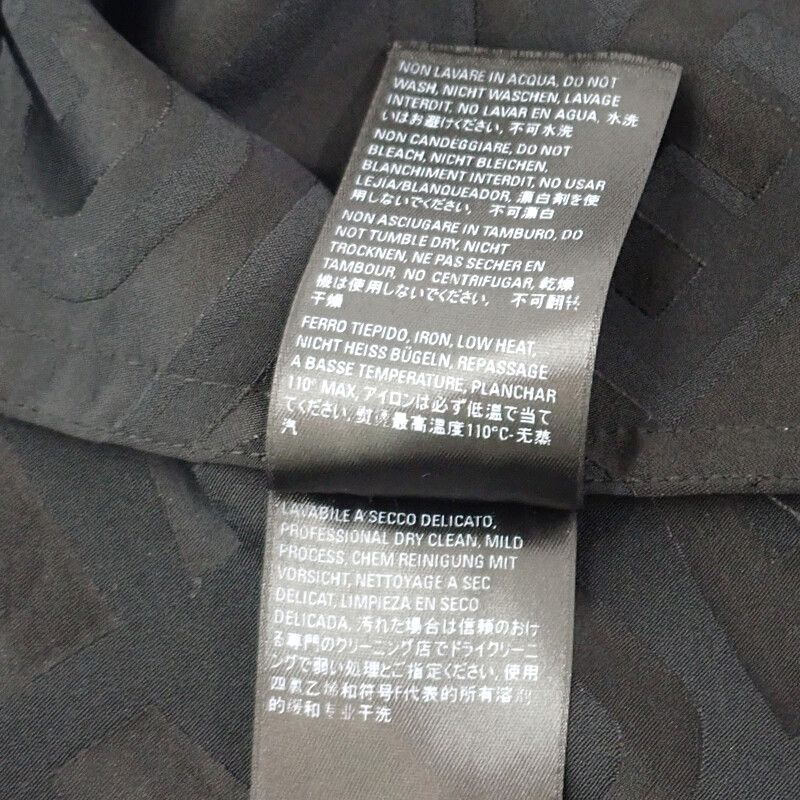 NON LAVARE IN ACQUA, DO NOT
WASH, NICHT WASCHEN, LAVAGE
INTERDIT, NO LAVAR EN AGUA, 水洗
いはお避けください, 不可水洗
NON CANDEGGIARE, DO NOT
BLEACH, NICHT BLEICHEN,
BLANCHIMENT INTERDIT, NO USAR
LEJIA/BLANQUEADOR, 漂白剤を使
用しないでください, 不可漂白
NON ASCIUGARE IN TAMBURO, DO
NOT TUMBLE DRY, NICHT
TROCKNEN, NE PAS SECHER EN
TAMBOUR, NO CENTRIFUGAR, 乾燥
機は使用しないでください, 不可翻转
干燥
FERRO TIEPIDO, IRON, LOW HEAT,
NICHT HEISS BÜGELN, REPASSAGE
A BASSE TEMPERATURE, PLANCHAR
110° MAX, アイロンは必ず低温で当て
てください, 最高温度110°C-无蒸
汽
LAVABILE A SECCO DELICATO,
PROFESSIONAL DRY CLEAN, MILD
PROCESS, CHEM REINIGUNG MIT
VORSICHT, NETTOYAGE A SEC
DELICAT, LIMPIEZA EN SECO
DELICADA, 汚れた場合は信頼のおけ
る専門のクリーニング店でドライクリーニ
ングで弱い処理とご指定ください, 使用
四氯乙烯和符号F代表的所有溶剂
的缓和专业干洗